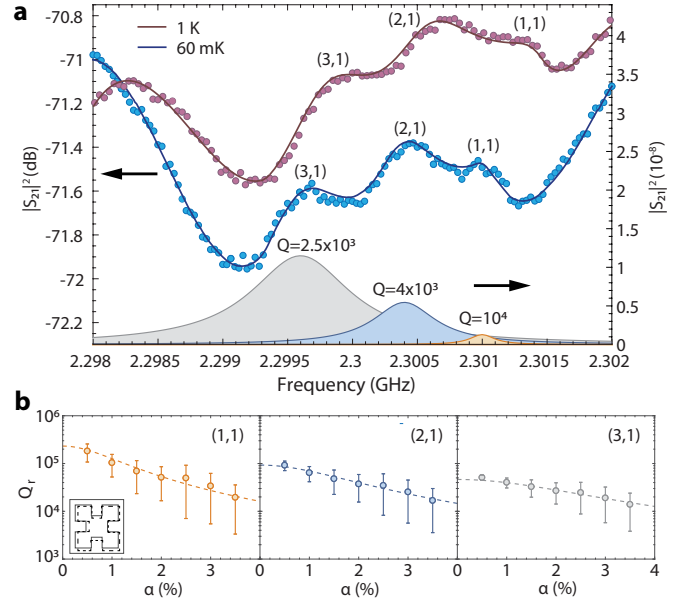 a
1 K
60 mK
(3,1)
(2,1)
(1,1)
(3,1)
(2,1)
(1,1)
Q=2.5x10³
Q=4x10³
Q=10⁴
|S₂₁|² (dB)
-70.8
-71
-71.2
-71.4
-71.6
-71.8
-72
-72.2
|S₂₁|² (10⁻⁸)
4
3.5
3
2.5
2
1.5
1
0.5
0
2.298 2.2985 2.299 2.2995 2.3 2.3005 2.301 2.3015 2.302
Frequency (GHz)
b
Qᵣ
10⁶
10⁵
10⁴
10³
(1,1) (2,1) (3,1)
0 1 2 3 0 1 2 3 0 1 2 3 4
α (%) α (%) α (%)